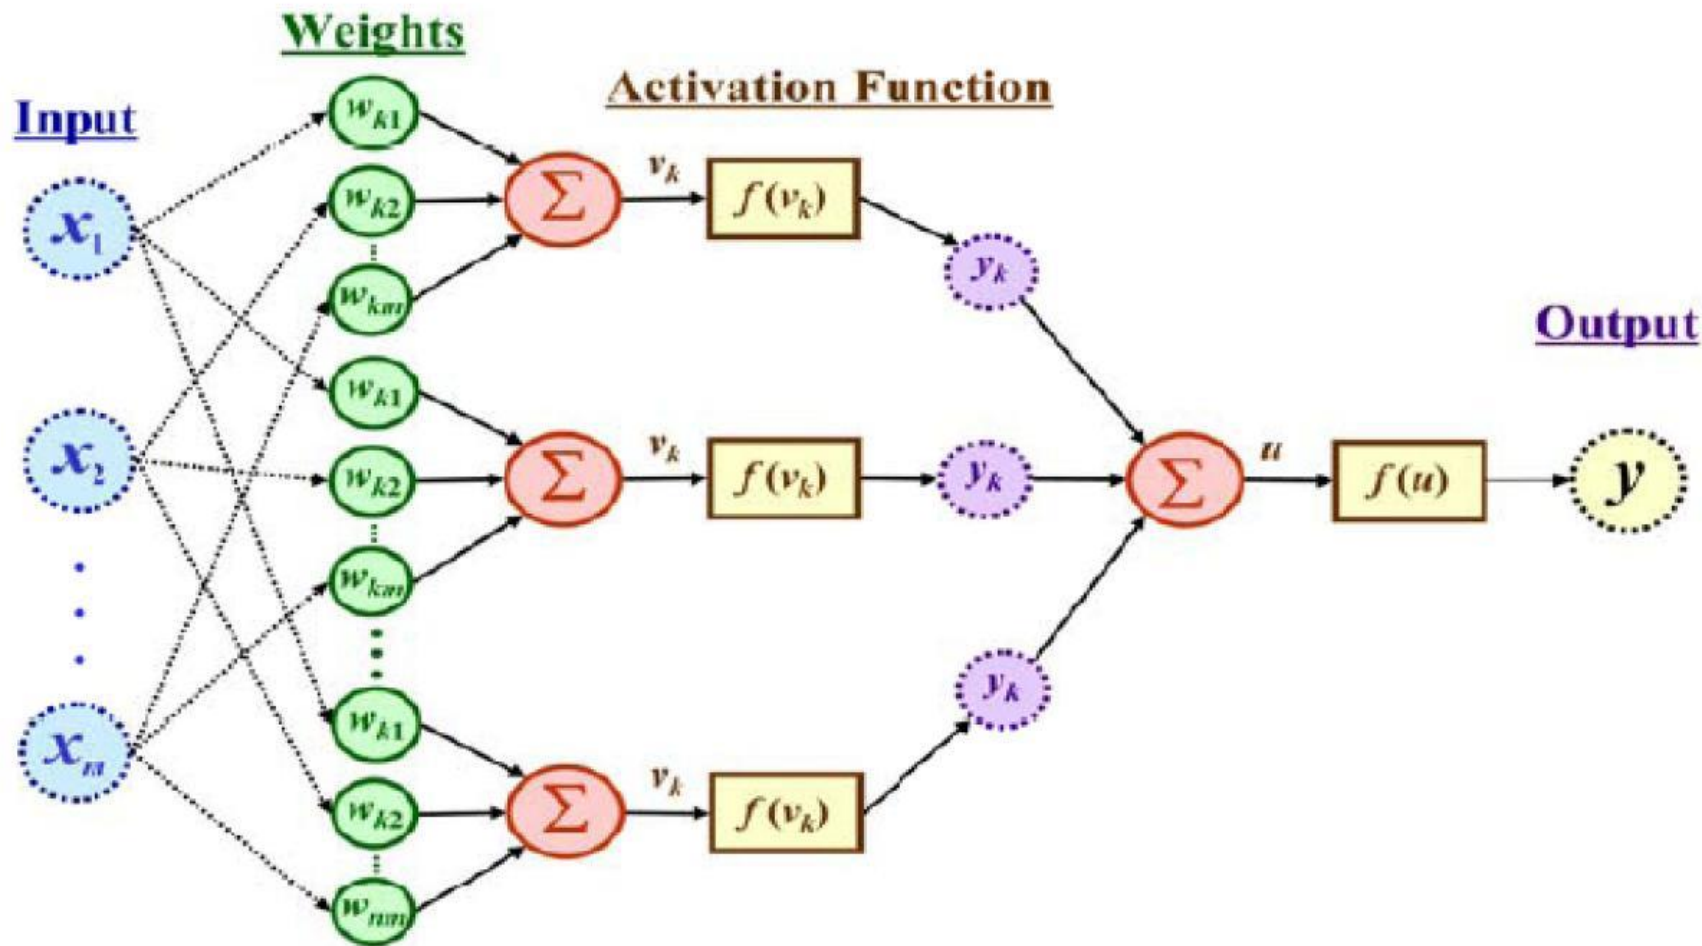 Weights
Input
Activation Function
Output
x₁
x₂
xₘ
wₖ₁
wₖ₂
wₖₘ
wₖ₁
wₖ₂
wₖₘ
wₖ₁
wₖ₂
wₙₘ
Σ
vₖ
f(vₖ)
yₖ
Σ
vₖ
f(vₖ)
yₖ
Σ
vₖ
f(vₖ)
yₖ
Σ
u
f(u)
y